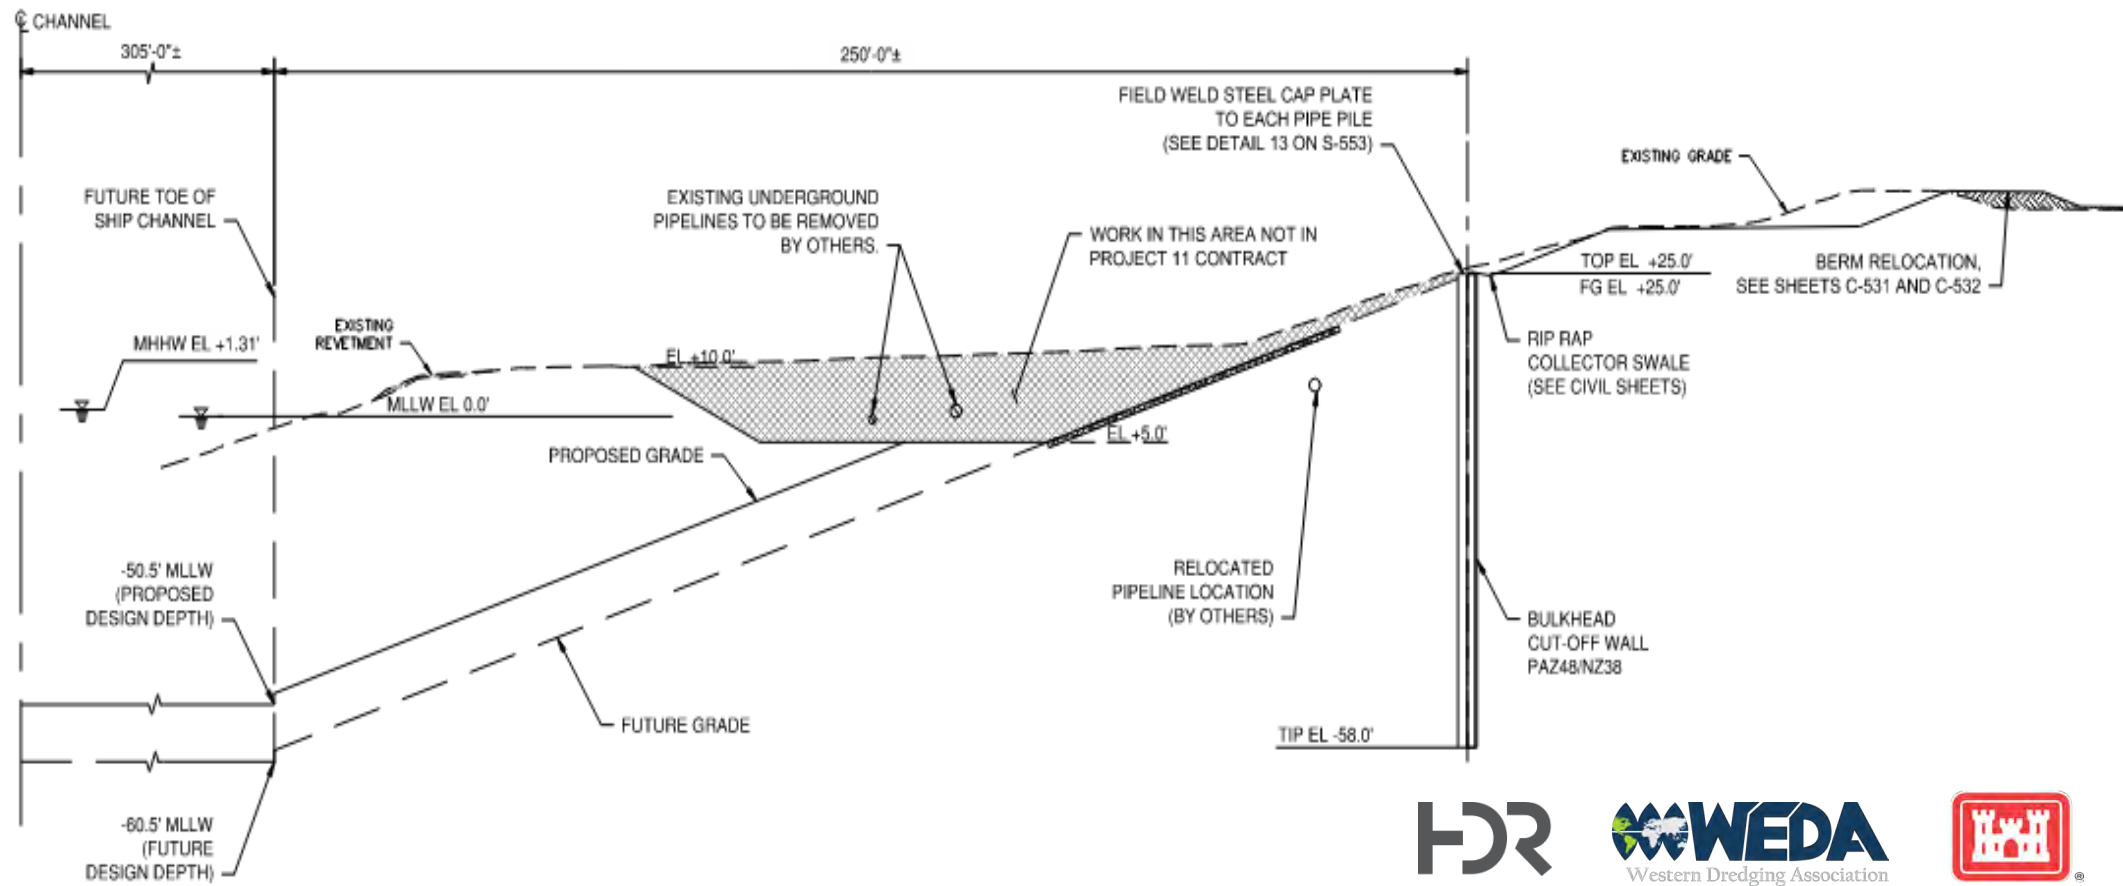 ℄ CHANNEL
305'-0"±
250'-0"±
FIELD WELD STEEL CAP PLATE
TO EACH PIPE PILE
(SEE DETAIL 13 ON S-553)
EXISTING GRADE
FUTURE TOE OF
SHIP CHANNEL
EXISTING UNDERGROUND
PIPELINES TO BE REMOVED
BY OTHERS.
WORK IN THIS AREA NOT IN
PROJECT 11 CONTRACT
TOP EL +25.0'
FG EL +25.0'
BERM RELOCATION,
SEE SHEETS C-531 AND C-532
MHHW EL +1.31'
EXISTING
REVETMENT
EL +10.0'
RIP RAP
COLLECTOR SWALE
(SEE CIVIL SHEETS)
MLLW EL 0.0'
EL +5.0'
PROPOSED GRADE
-50.5' MLLW
(PROPOSED
DESIGN DEPTH)
RELOCATED
PIPELINE LOCATION
(BY OTHERS)
BULKHEAD
CUT-OFF WALL
PAZ48/NZ38
FUTURE GRADE
TIP EL -58.0'
-60.5' MLLW
(FUTURE
DESIGN DEPTH)
HDR
WEDA
Western Dredging Association
®